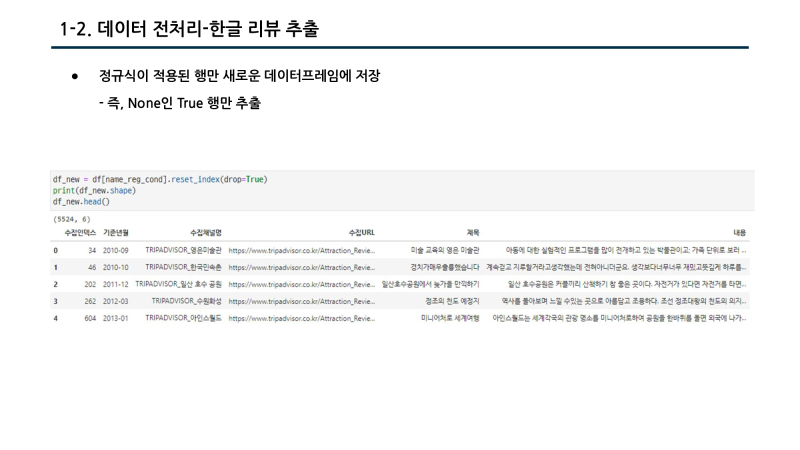 1-2. 데이터 전처리-한글 리뷰 추출
● 정규식이 적용된 행만 새로운 데이터프레임에 저장
- 즉, None인 True 행만 추출
df_new = df[name_reg_cond].reset_index(drop=True)
print(df_new.shape)
df_new.head()
(5524, 6)
수집인덱스 기준년월 수집채널명 수집URL 제목 내용
0 34 2010-09 TRIPADVISOR_영은미술관 https://www.tripadvisor.co.kr/Attraction_Revie... 미술 교육의 영은 미술관 아동에 대한 실험적인 프로그램을 많이 전개하고 있는 박물관이고; 가족 단위로 보러 ...
1 46 2010-10 TRIPADVISOR_한국민속촌 https://www.tripadvisor.co.kr/Attraction_Revie... 경치가매우훌륭했습니다 계속걷고 지루할거라고생각했는데 전혀아니더군요. 생각보다너무너무 재밌고뜻깊게 하루를...
2 202 2011-12 TRIPADVISOR_일산 호수 공원 https://www.tripadvisor.co.kr/Attraction_Revie... 일산호수공원에서 늦가을 만끽하기 일산 호수공원은 커플끼리 산책하기 참 좋은 곳이다. 자전거가 있다면 자전거를 타면...
3 262 2012-03 TRIPADVISOR_수원화성 https://www.tripadvisor.co.kr/Attraction_Revie... 정조의 천도 예정지 역사를 돌아보며 느낄 수있는 곳으로 아름답고 조용하다. 조선 정조대왕의 천도의 의지...
4 604 2013-01 TRIPADVISOR_아인스월드 https://www.tripadvisor.co.kr/Attraction_Revie... 미니어처로 세계여행 아인스월드는 세계각국의 관광 명소를 미니어처로하여 공원을 한바퀴를 돌면 외국에 나가...